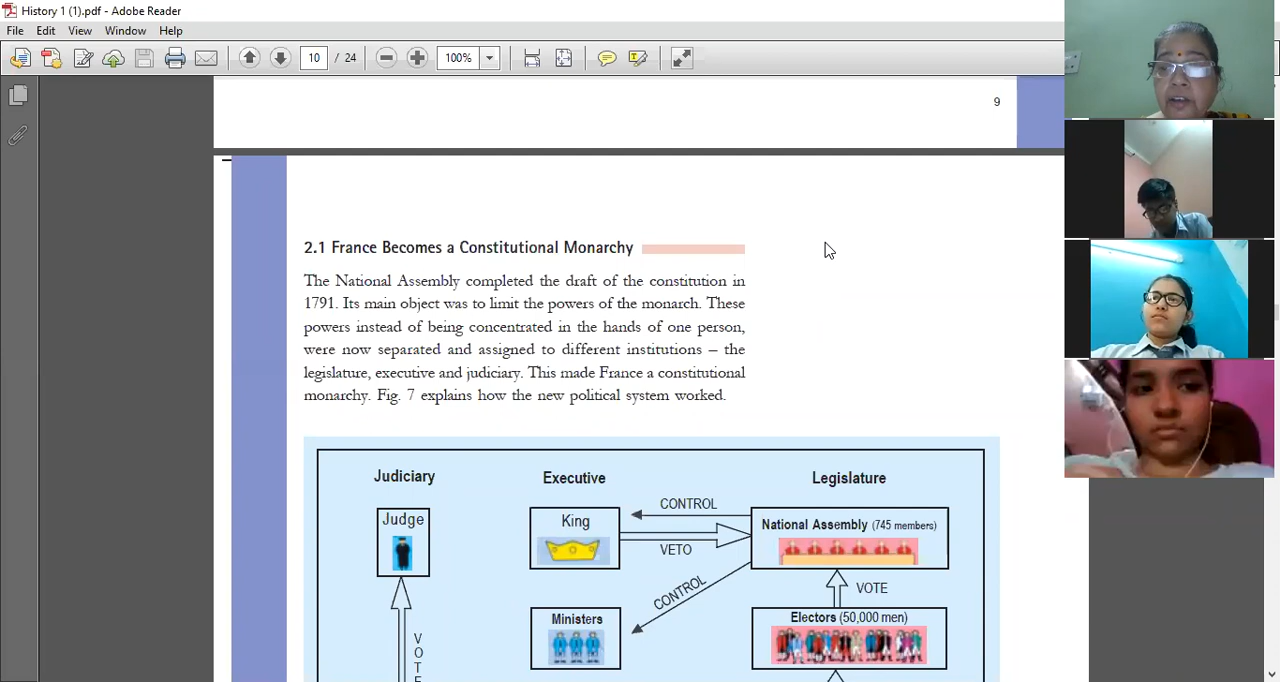 History 1 (1).pdf - Adobe Reader
File Edit View Window Help
10 / 24 100%
9
2.1 France Becomes a Constitutional Monarchy
The National Assembly completed the draft of the constitution in
1791. Its main object was to limit the powers of the monarch. These
powers instead of being concentrated in the hands of one person,
were now separated and assigned to different institutions – the
legislature, executive and judiciary. This made France a constitutional
monarchy. Fig. 7 explains how the new political system worked.
Judiciary Executive Legislature
Judge
King
CONTROL
VETO
National Assembly (745 members)
CONTROL
VOTE
Ministers
Electors (50,000 men)
V
O
T
E